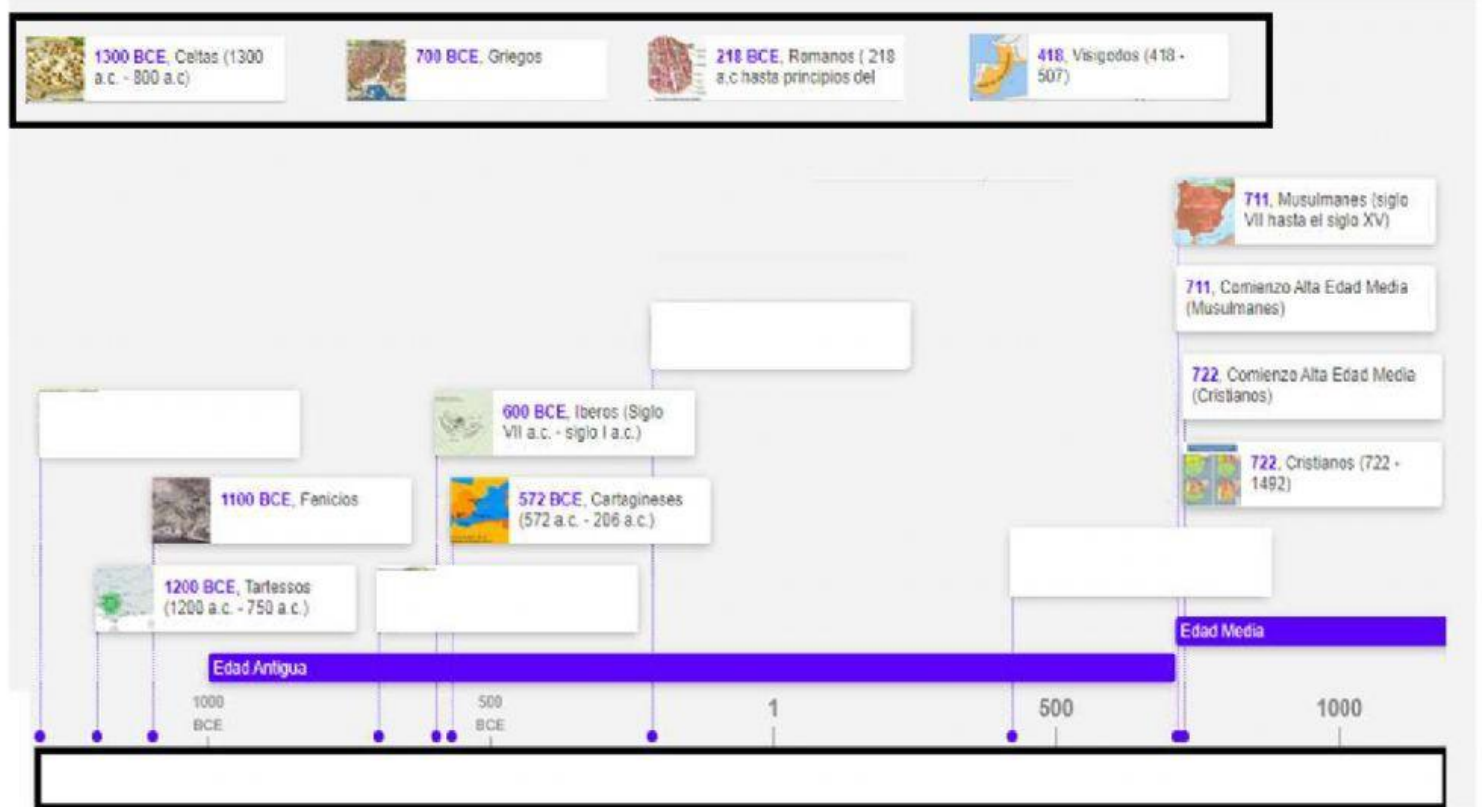 1300 BCE, Celtas (1300
a.c. - 800 a.c)
700 BCE, Griegos
218 BCE, Romanos ( 218
a.c hasta principios del
418, Visigodos (418 -
507)
711, Musulmanes (siglo
VII hasta el siglo XV)
711, Comienzo Alta Edad Media
(Musulmanes)
722, Comienzo Alta Edad Media
(Cristianos)
600 BCE, Iberos (Siglo
VII a.c. - siglo I a.c.)
722, Cristianos (722 -
1492)
1100 BCE, Fenicios
572 BCE, Cartagineses
(572 a.c. - 206 a.c.)
1200 BCE, Tartessos
(1200 a.c. - 750 a.c.)
Edad Media
Edad Antigua
1000
BCE
500
BCE
1
500
1000